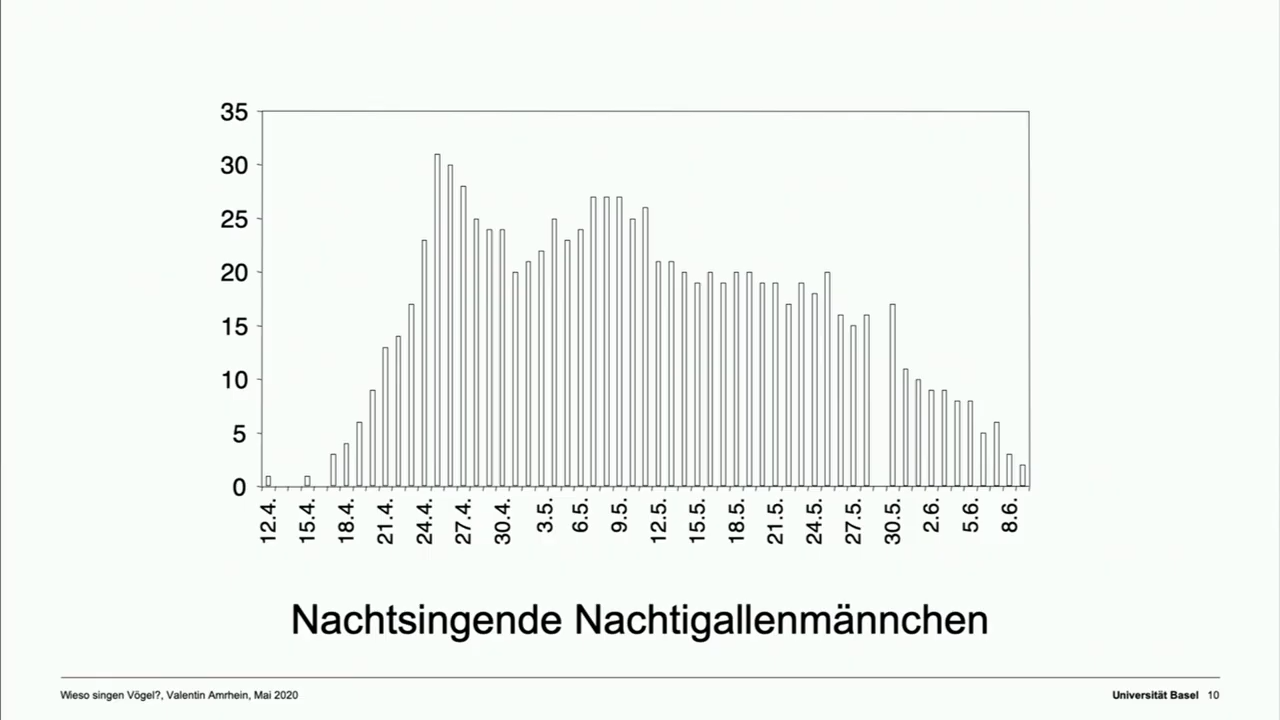 35
30
25
20
15
10
5
0
12.4. 15.4. 18.4. 21.4. 24.4. 27.4. 30.4. 3.5. 6.5. 9.5. 12.5. 15.5. 18.5. 21.5. 24.5. 27.5. 30.5. 2.6. 5.6. 8.6.
Nachtsingende Nachtigallenmännchen
Wieso singen Vögel?, Valentin Amrhein, Mai 2020
Universität Basel 10